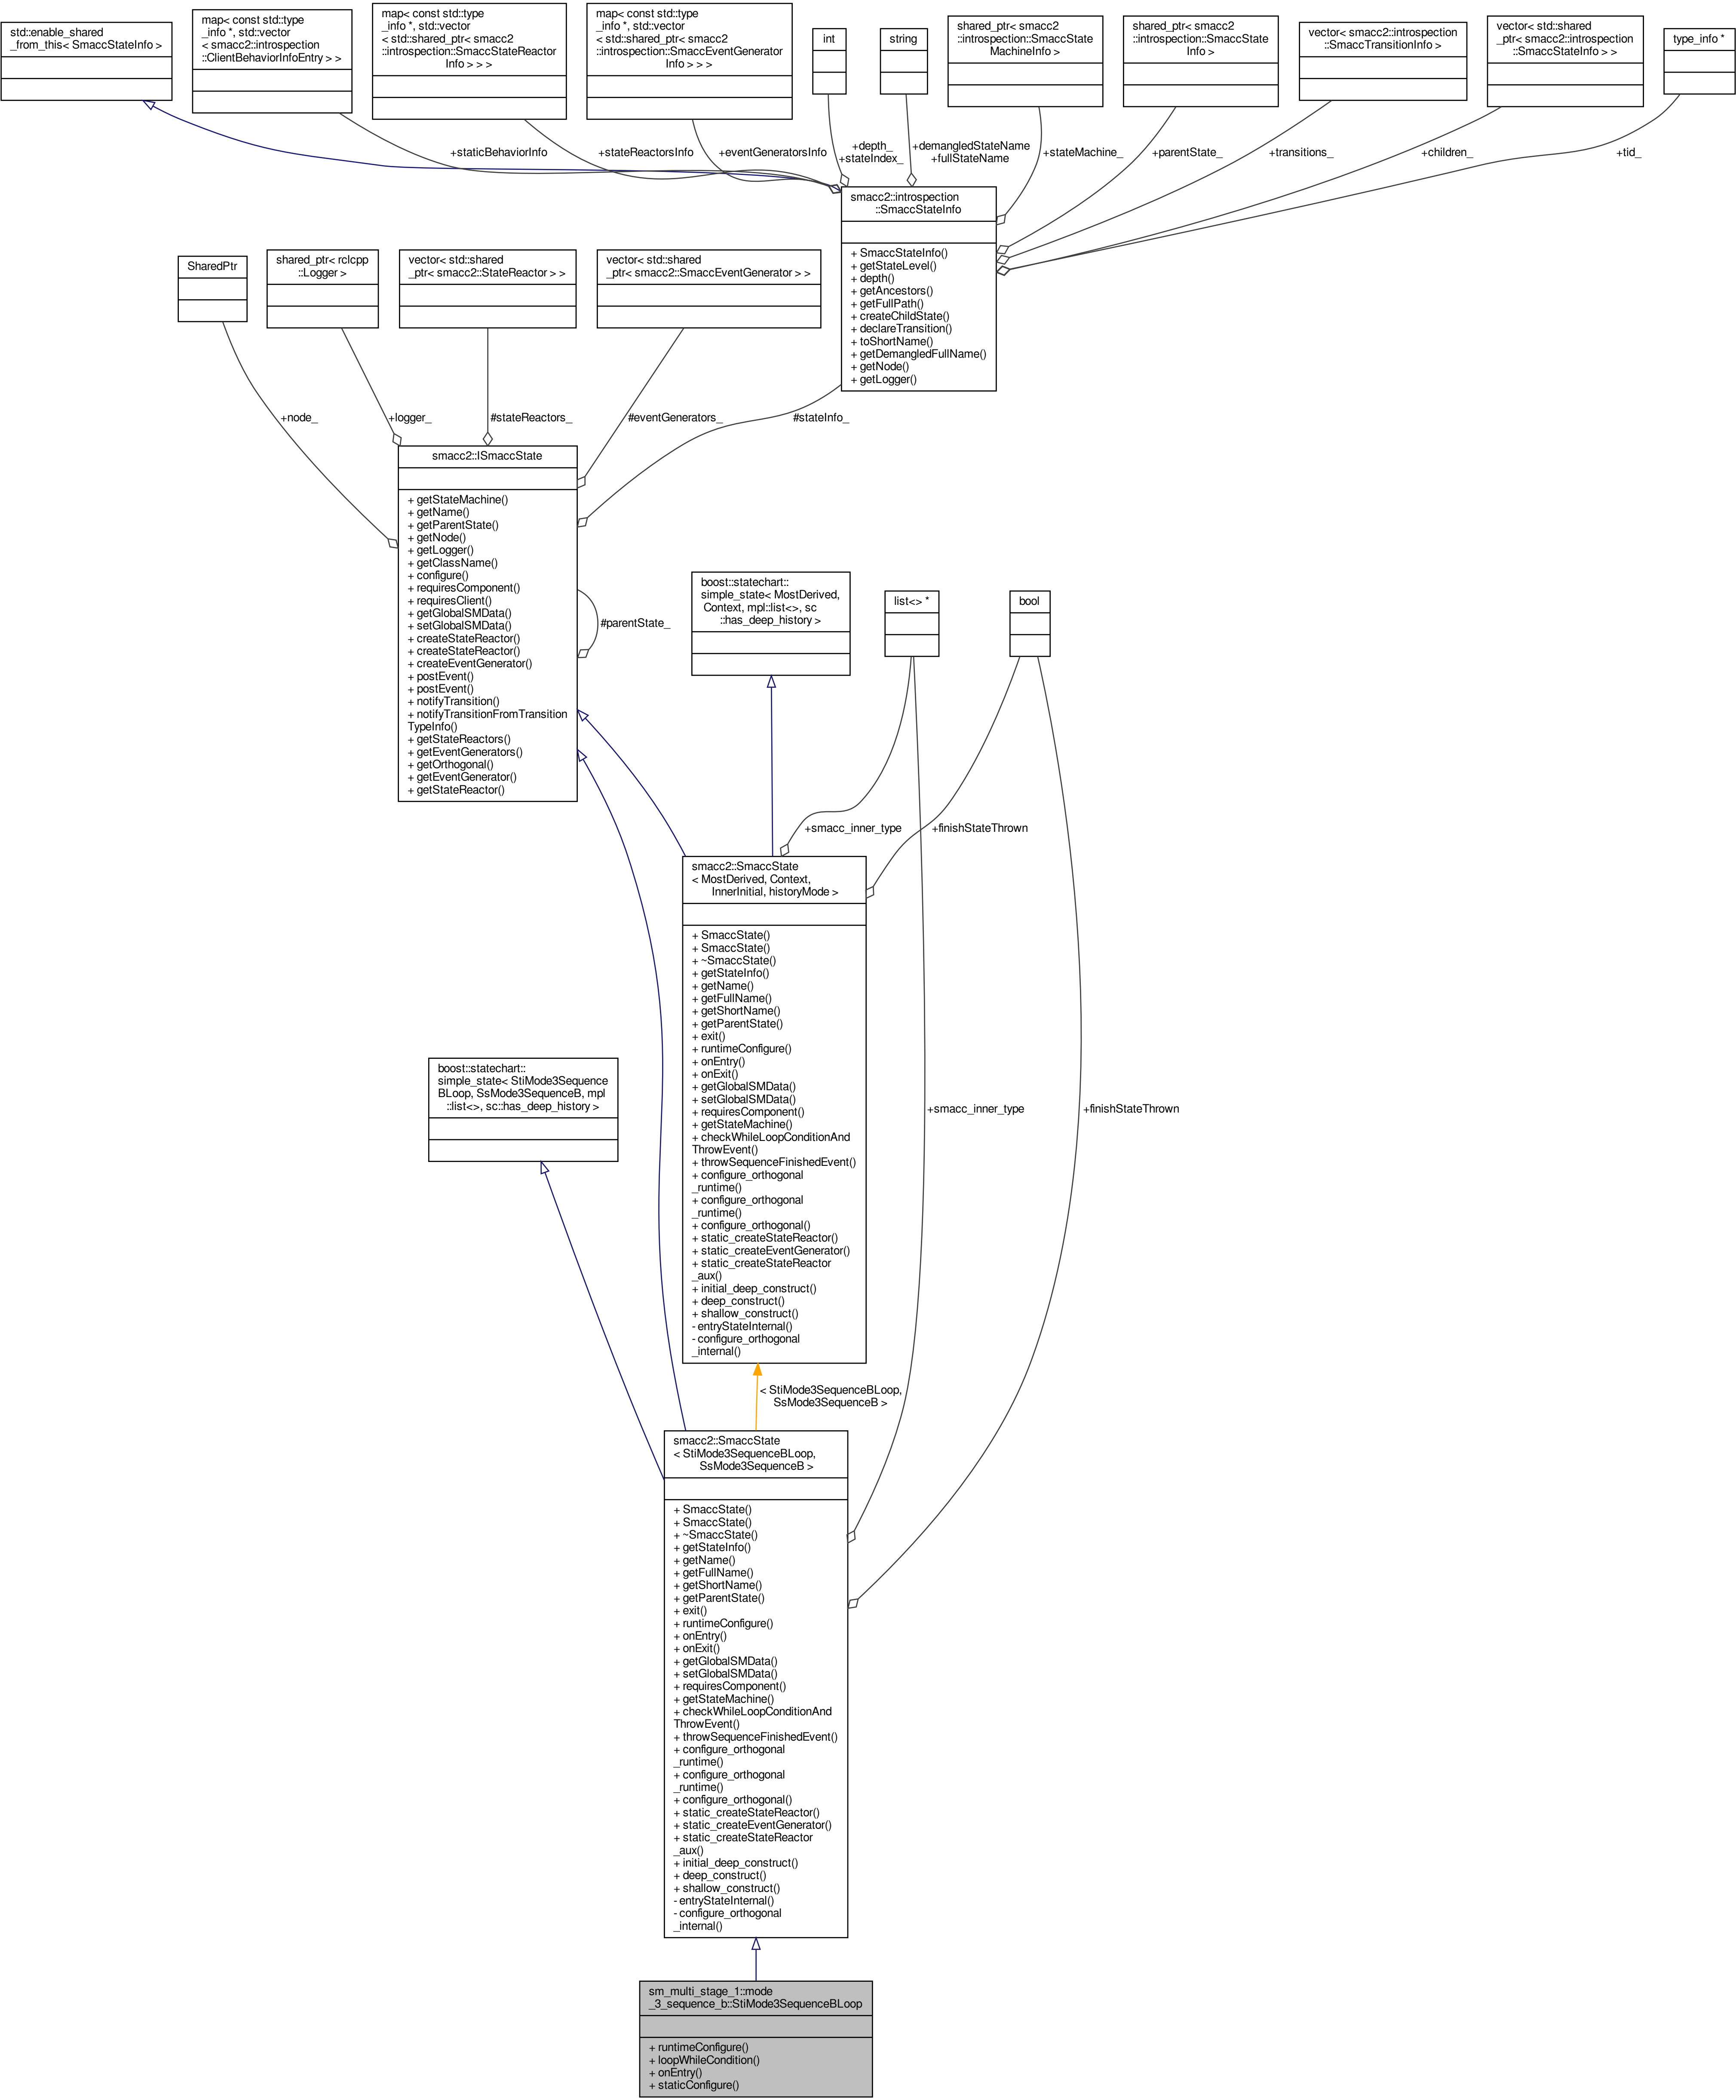 std::enable_shared
_from_this< SmaccStateInfo >
map< const std::type
_info *, std::vector
< smacc2::introspection
::ClientBehaviorInfoEntry > >
map< const std::type
_info *, std::vector
< std::shared_ptr< smacc2
::introspection::SmaccStateReactor
Info > > >
map< const std::type
_info *, std::vector
< std::shared_ptr< smacc2
::introspection::SmaccEventGenerator
Info > > >
int
string
shared_ptr< smacc2
::introspection::SmaccState
MachineInfo >
shared_ptr< smacc2
::introspection::SmaccState
Info >
vector< smacc2::introspection
::SmaccTransitionInfo >
vector< std::shared
_ptr< smacc2::introspection
::SmaccStateInfo > >
type_info *
+staticBehaviorInfo
+stateReactorsInfo
+eventGeneratorsInfo
+depth_
+stateIndex_
+demangledStateName
+fullStateName
+stateMachine_
+parentState_
+transitions_
+children_
+tid_
smacc2::introspection
::SmaccStateInfo
+ SmaccStateInfo()
+ getStateLevel()
+ depth()
+ getAncestors()
+ getFullPath()
+ createChildState()
+ declareTransition()
+ toShortName()
+ getDemangledFullName()
+ getNode()
+ getLogger()
SharedPtr
shared_ptr< rclcpp
::Logger >
vector< std::shared
_ptr< smacc2::StateReactor > >
vector< std::shared
_ptr< smacc2::SmaccEventGenerator > >
+node_
+logger_
#stateReactors_
#eventGenerators_
#stateInfo_
smacc2::ISmaccState
+ getStateMachine()
+ getName()
+ getParentState()
+ getNode()
+ getLogger()
+ getClassName()
+ configure()
+ requiresComponent()
+ requiresClient()
+ getGlobalSMData()
+ setGlobalSMData()
+ createStateReactor()
+ createStateReactor()
+ createEventGenerator()
+ postEvent()
+ postEvent()
+ notifyTransition()
+ notifyTransitionFromTransition
TypeInfo()
+ getStateReactors()
+ getEventGenerators()
+ getOrthogonal()
+ getEventGenerator()
+ getStateReactor()
#parentState_
boost::statechart::
simple_state< MostDerived,
Context, mpl::list<>, sc
::has_deep_history >
list<> *
bool
+smacc_inner_type
+finishStateThrown
smacc2::SmaccState
< MostDerived, Context,
InnerInitial, historyMode >
+ SmaccState()
+ SmaccState()
+ ~SmaccState()
+ getStateInfo()
+ getName()
+ getFullName()
+ getShortName()
+ getParentState()
+ exit()
+ runtimeConfigure()
+ onEntry()
+ onExit()
+ getGlobalSMData()
+ setGlobalSMData()
+ requiresComponent()
+ getStateMachine()
+ checkWhileLoopConditionAnd
ThrowEvent()
+ throwSequenceFinishedEvent()
+ configure_orthogonal
_runtime()
+ configure_orthogonal
_runtime()
+ configure_orthogonal()
+ static_createStateReactor()
+ static_createEventGenerator()
+ static_createStateReactor
_aux()
+ initial_deep_construct()
+ deep_construct()
+ shallow_construct()
- entryStateInternal()
- configure_orthogonal
_internal()
boost::statechart::
simple_state< StiMode3Sequence
BLoop, SsMode3SequenceB, mpl
::list<>, sc::has_deep_history >
+smacc_inner_type
+finishStateThrown
< StiMode3SequenceBLoop,
SsMode3SequenceB >
smacc2::SmaccState
< StiMode3SequenceBLoop,
SsMode3SequenceB >
+ SmaccState()
+ SmaccState()
+ ~SmaccState()
+ getStateInfo()
+ getName()
+ getFullName()
+ getShortName()
+ getParentState()
+ exit()
+ runtimeConfigure()
+ onEntry()
+ onExit()
+ getGlobalSMData()
+ setGlobalSMData()
+ requiresComponent()
+ getStateMachine()
+ checkWhileLoopConditionAnd
ThrowEvent()
+ throwSequenceFinishedEvent()
+ configure_orthogonal
_runtime()
+ configure_orthogonal
_runtime()
+ configure_orthogonal()
+ static_createStateReactor()
+ static_createEventGenerator()
+ static_createStateReactor
_aux()
+ initial_deep_construct()
+ deep_construct()
+ shallow_construct()
- entryStateInternal()
- configure_orthogonal
_internal()
sm_multi_stage_1::mode
_3_sequence_b::StiMode3SequenceBLoop
+ runtimeConfigure()
+ loopWhileCondition()
+ onEntry()
+ staticConfigure()